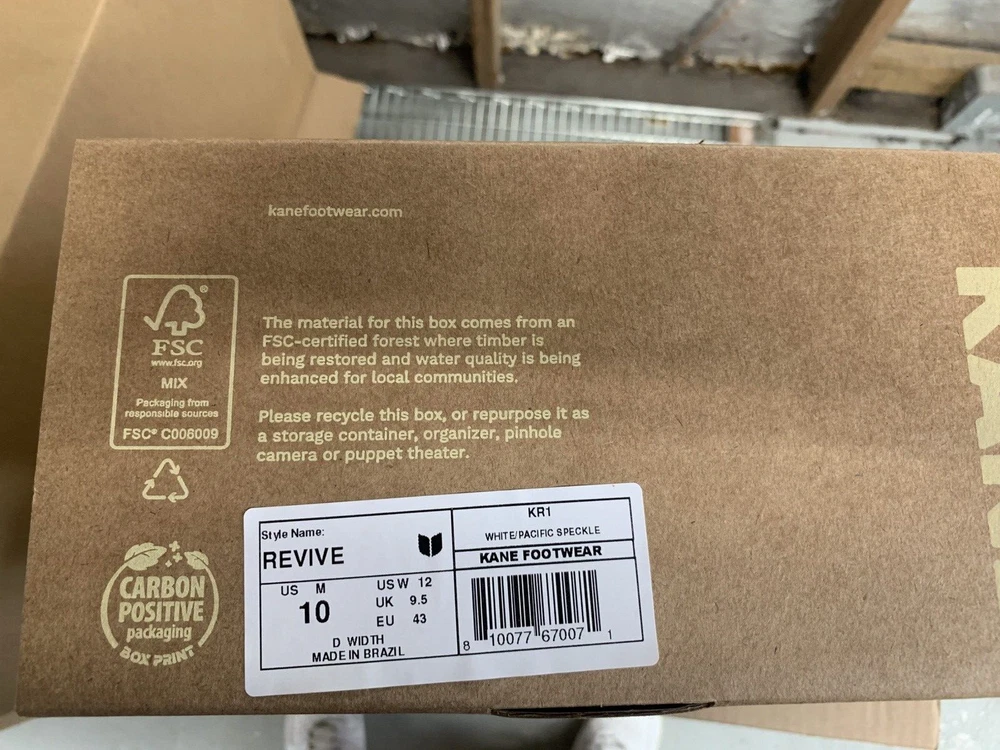 kanefootwear.com
FSC®
www.fsc.org
MIX
Packaging from
responsible sources
FSC® C006009
The material for this box comes from an
FSC-certified forest where timber is
being restored and water quality is being
enhanced for local communities.
Please recycle this box, or repurpose it as
a storage container, organizer, pinhole
camera or puppet theater.
CARBON
POSITIVE
packaging
BOX PRINT
Style Name:
REVIVE
US M
10
US W 12
UK 9.5
EU 43
D WIDTH
MADE IN BRAZIL
KR1
WHITE/PACIFIC SPECKLE
KANE FOOTWEAR
8 10077 67007 1